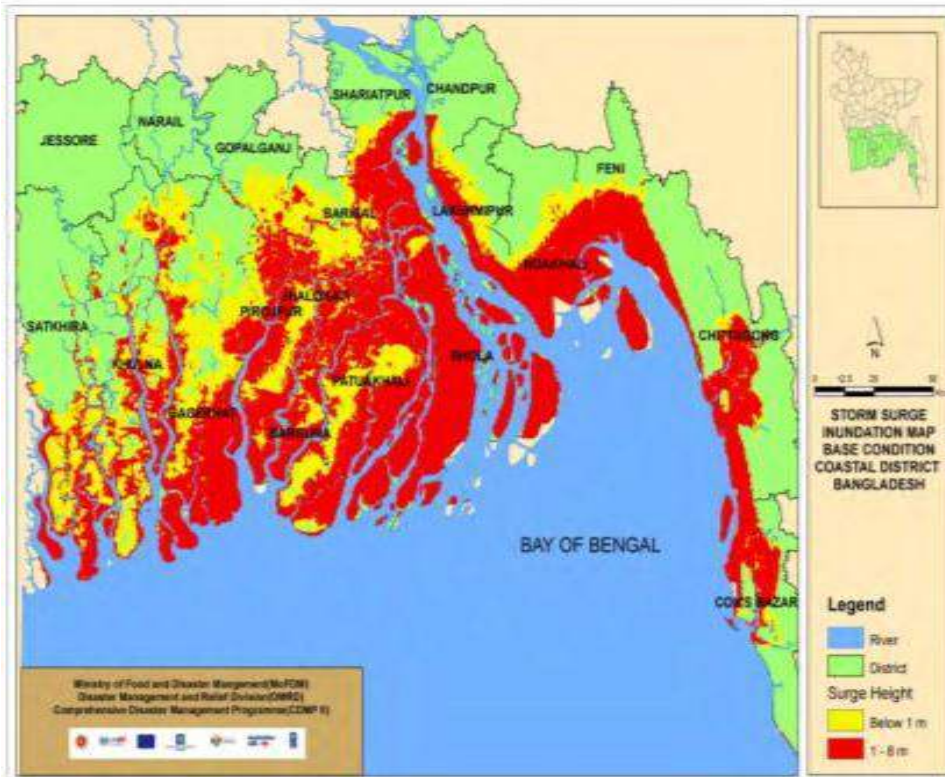 SHARIATPUR
CHANDPUR
NARAIL
JESSORE
GOPALGANJ
FENI
BARISAL
LAKSHMIPUR
NOAKHALI
JHALOKATI
PIROJPUR
SATKHIRA
CHITTAGONG
KHULNA
BHOLA
PATUAKHALI
BAGERHAT
BARGUNA
BAY OF BENGAL
COX'S BAZAR
N
STORM SURGE
INUNDATION MAP
BASE CONDITION
COASTAL DISTRICT
BANGLADESH
Legend
River
District
Surge Height
Below 1 m
Ministry of Food and Disaster Mangement(MoFDM)
Disaster Management and Relief Division(DMRD)
Comprehensive Disaster Management Programme(CDMP II)